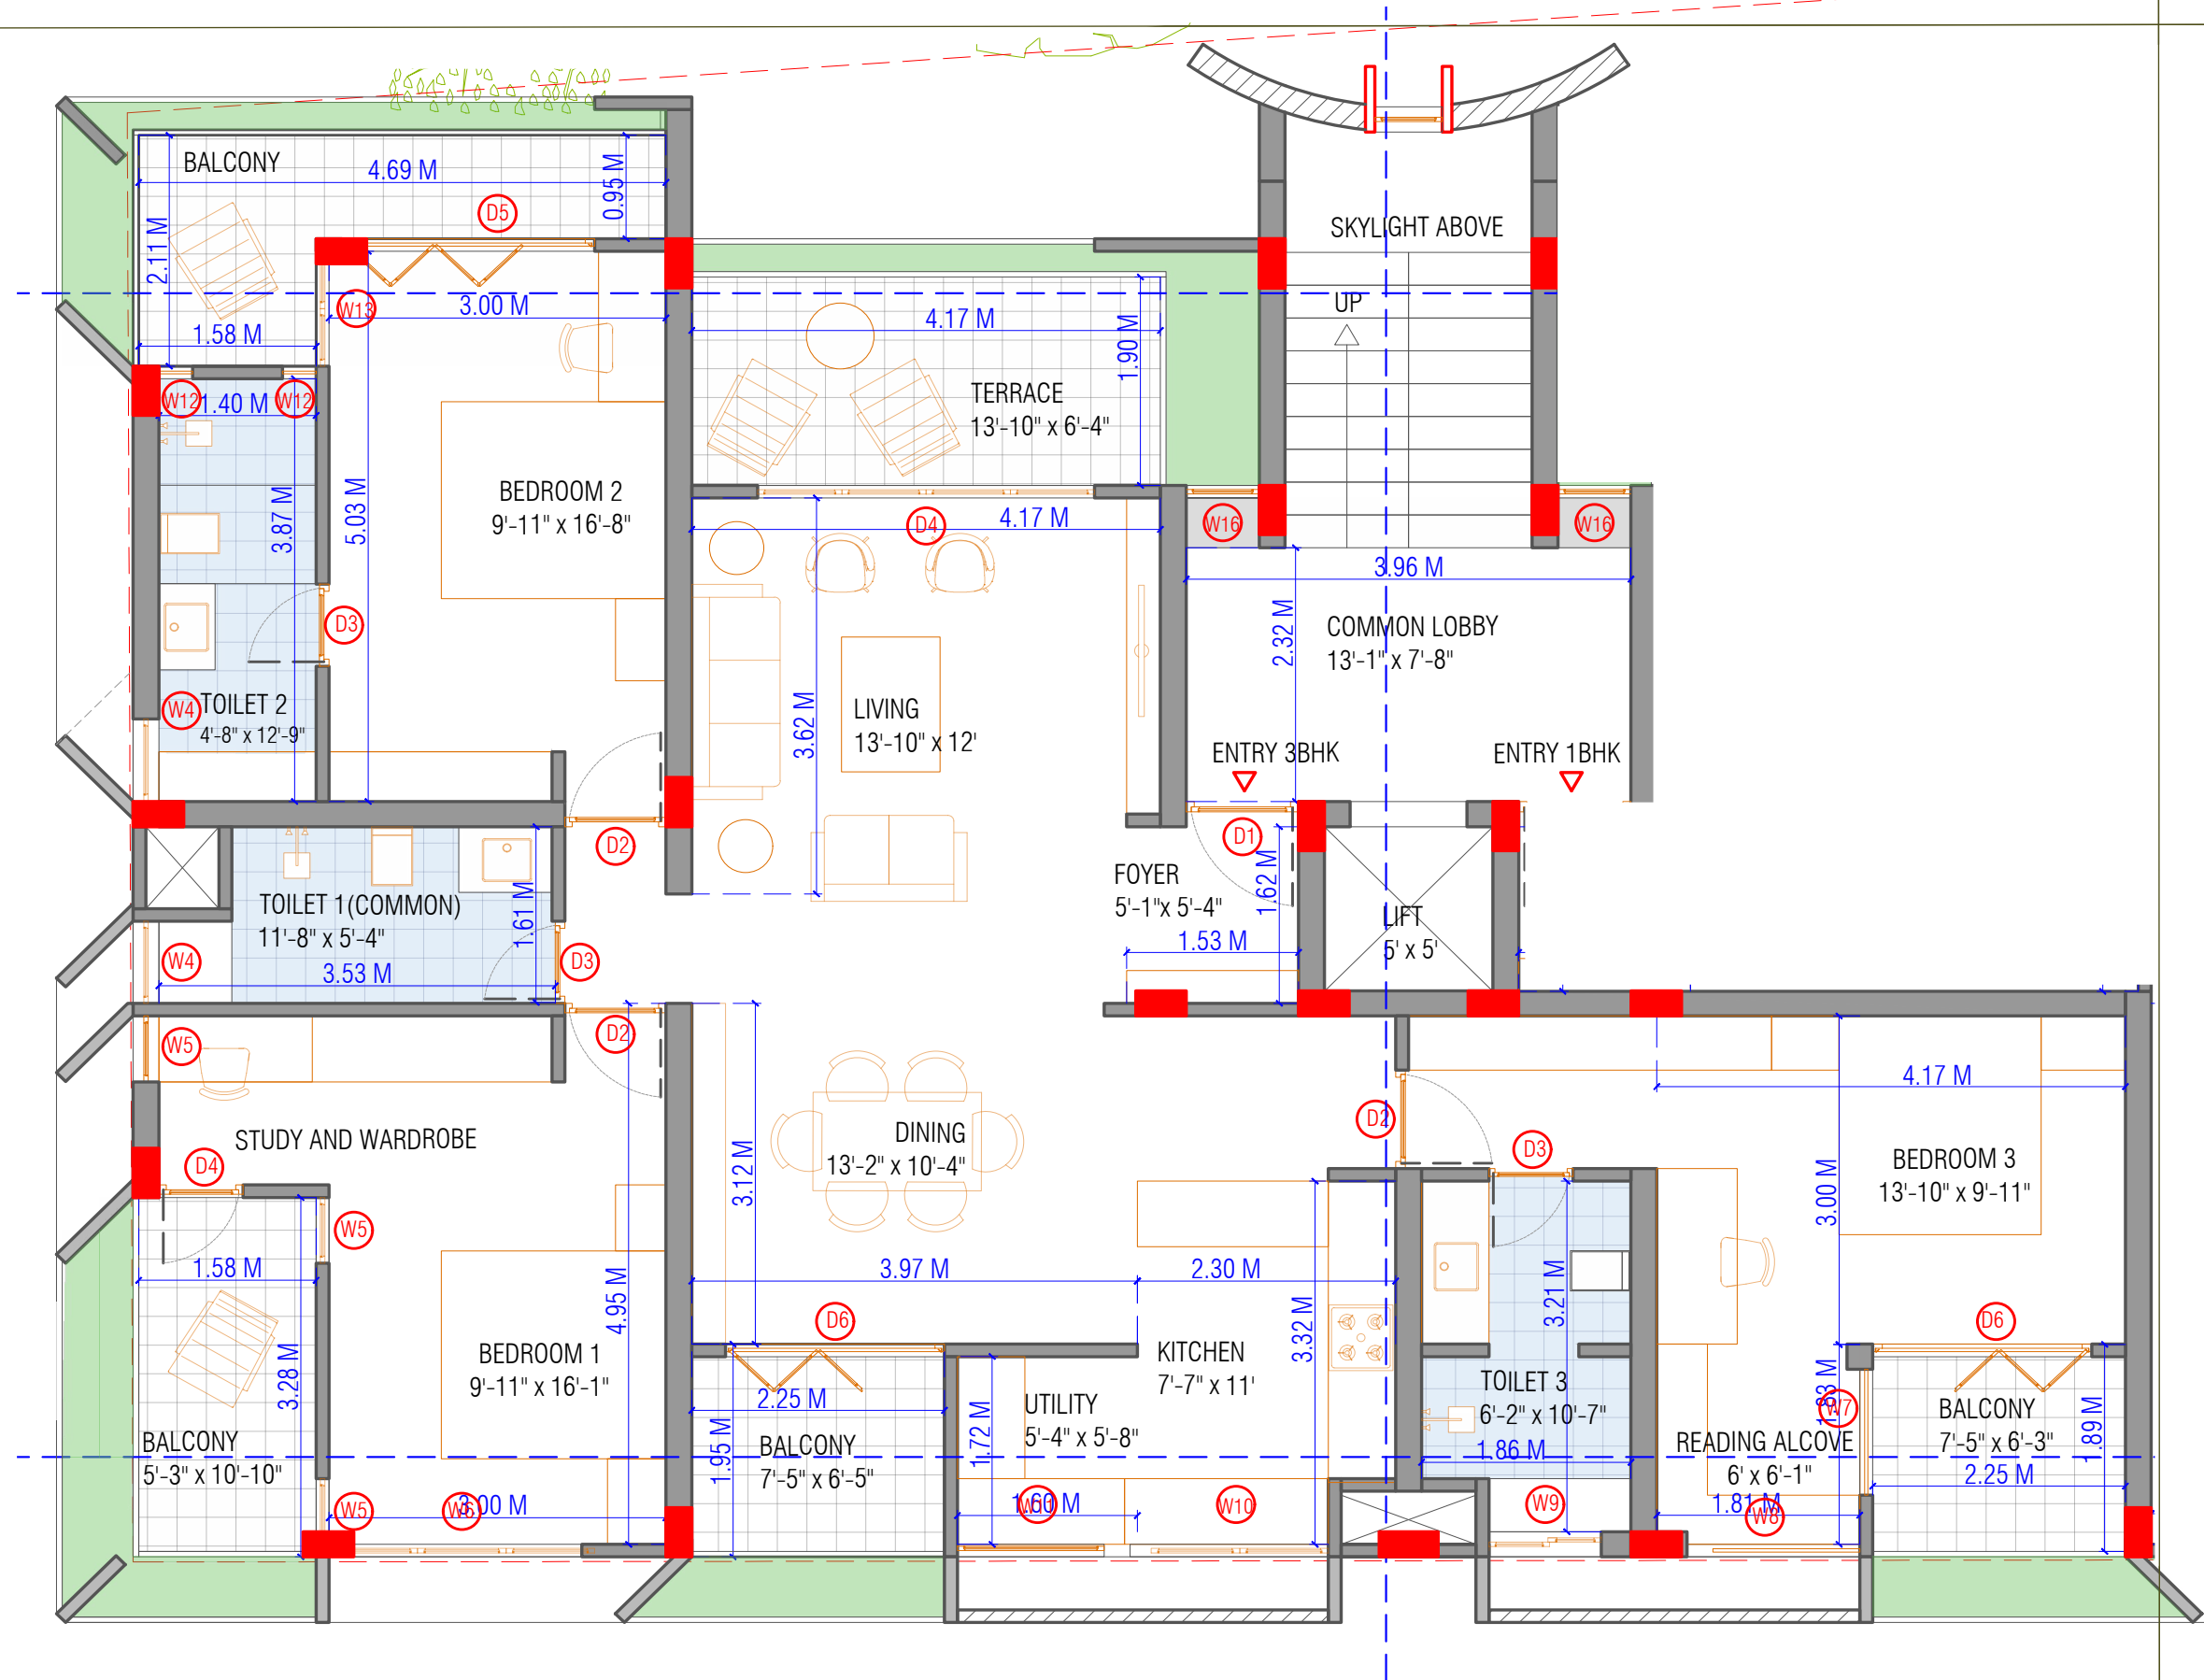 BALCONY
4.69 M
0.95 M
D5
2.11 M
SKYLIGHT ABOVE
W13
3.00 M
UP
1.58 M
4.17 M
1.90 M
W12
1.40 M
W12
TERRACE
13'-10" x 6'-4"
BEDROOM 2
9'-11" x 16'-8"
3.87 M
5.03 M
D4
4.17 M
W16
W16
3.96 M
D3
2.32 M
COMMON LOBBY
13'-1" x 7'-8"
W4
TOILET 2
4'-8" x 12'-9"
3.62 M
LIVING
13'-10" x 12'
ENTRY 3BHK
ENTRY 1BHK
D2
D1
FOYER
5'-1"x 5'-4"
1.62 M
TOILET 1(COMMON)
11'-8" x 5'-4"
1.61 M
LIFT
5' x 5'
1.53 M
W4
3.53 M
D3
W5
D2
4.17 M
D2
STUDY AND WARDROBE
DINING
13'-2" x 10'-4"
D4
D3
BEDROOM 3
13'-10" x 9'-11"
3.12 M
3.00 M
W5
1.58 M
3.97 M
2.30 M
4.95 M
3.32 M
3.21 M
D6
D6
BEDROOM 1
9'-11" x 16'-1"
KITCHEN
7'-7" x 11'
3.28 M
2.25 M
UTILITY
5'-4" x 5'-8"
TOILET 3
6'-2" x 10'-7"
1.83 M
W7
BALCONY
7'-5" x 6'-3"
1.89 M
BALCONY
5'-3" x 10'-10"
1.95 M
BALCONY
7'-5" x 6'-5"
1.72 M
1.86 M
READING ALCOVE
6' x 6'-1"
2.25 M
W5
W6
3.00 M
W11
1.60 M
W10
W9
1.81 M
W8